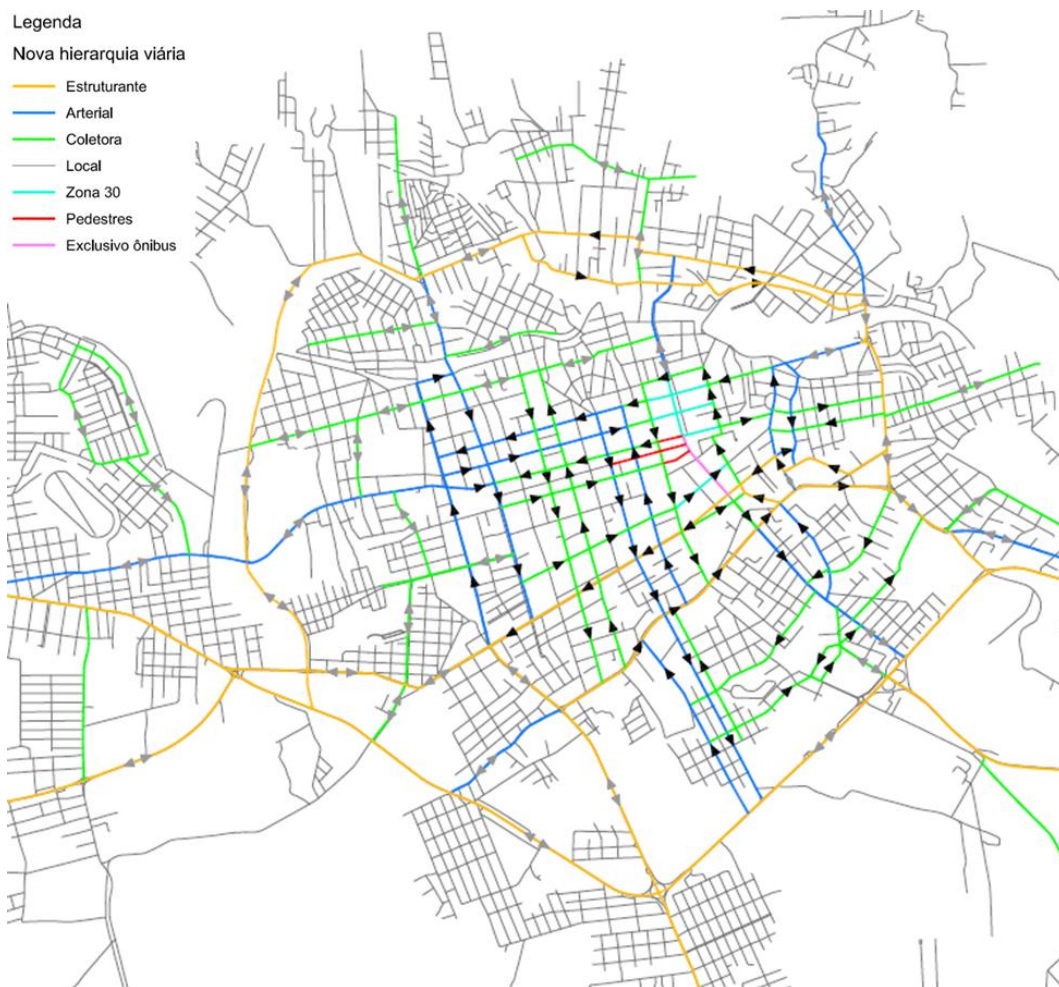 Legenda
Nova hierarquia viária
Estruturante
Arterial
Coletora
Local
Zona 30
Pedestres
Exclusivo ônibus